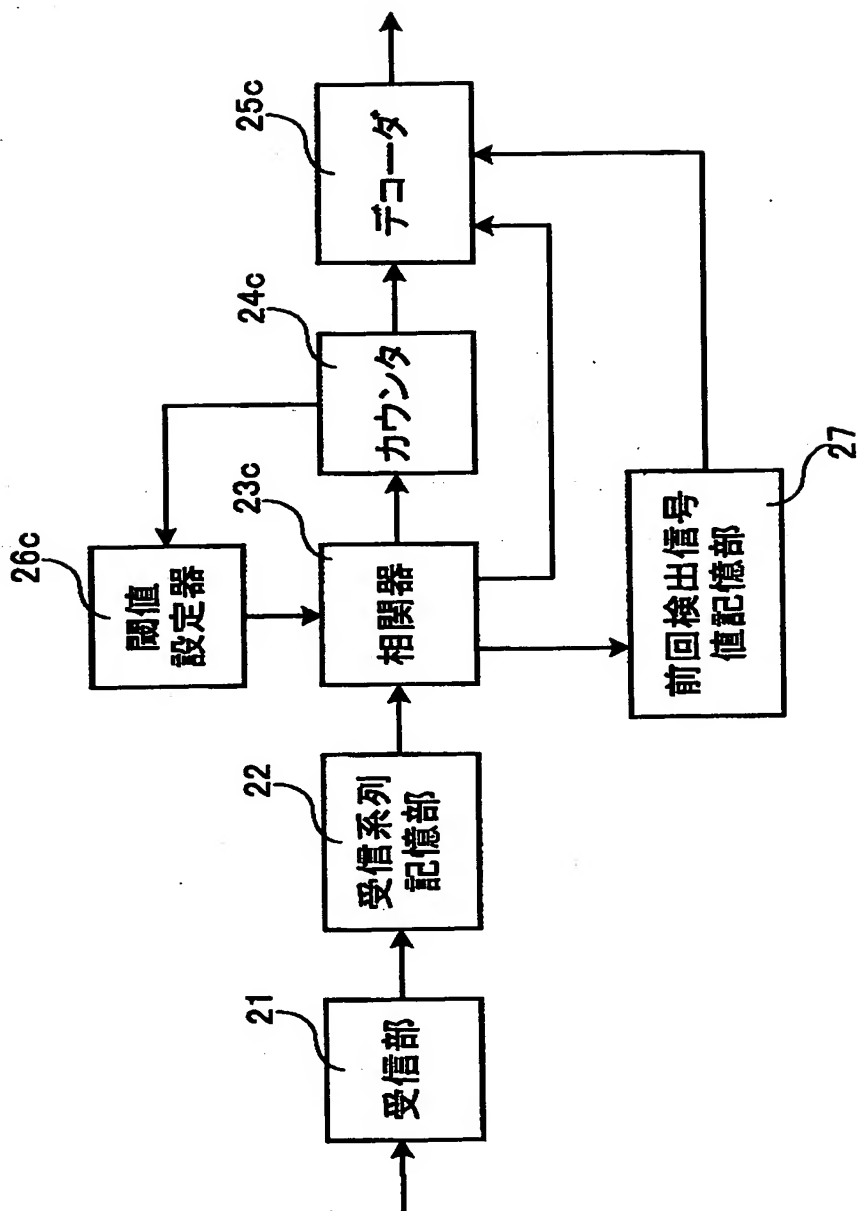 26c
閾値
設定器
21
受信部
22
受信系列
記憶部
23c
相関器
24c
カウンタ
25c
デコーダ
前回検出信号
値記憶部
27